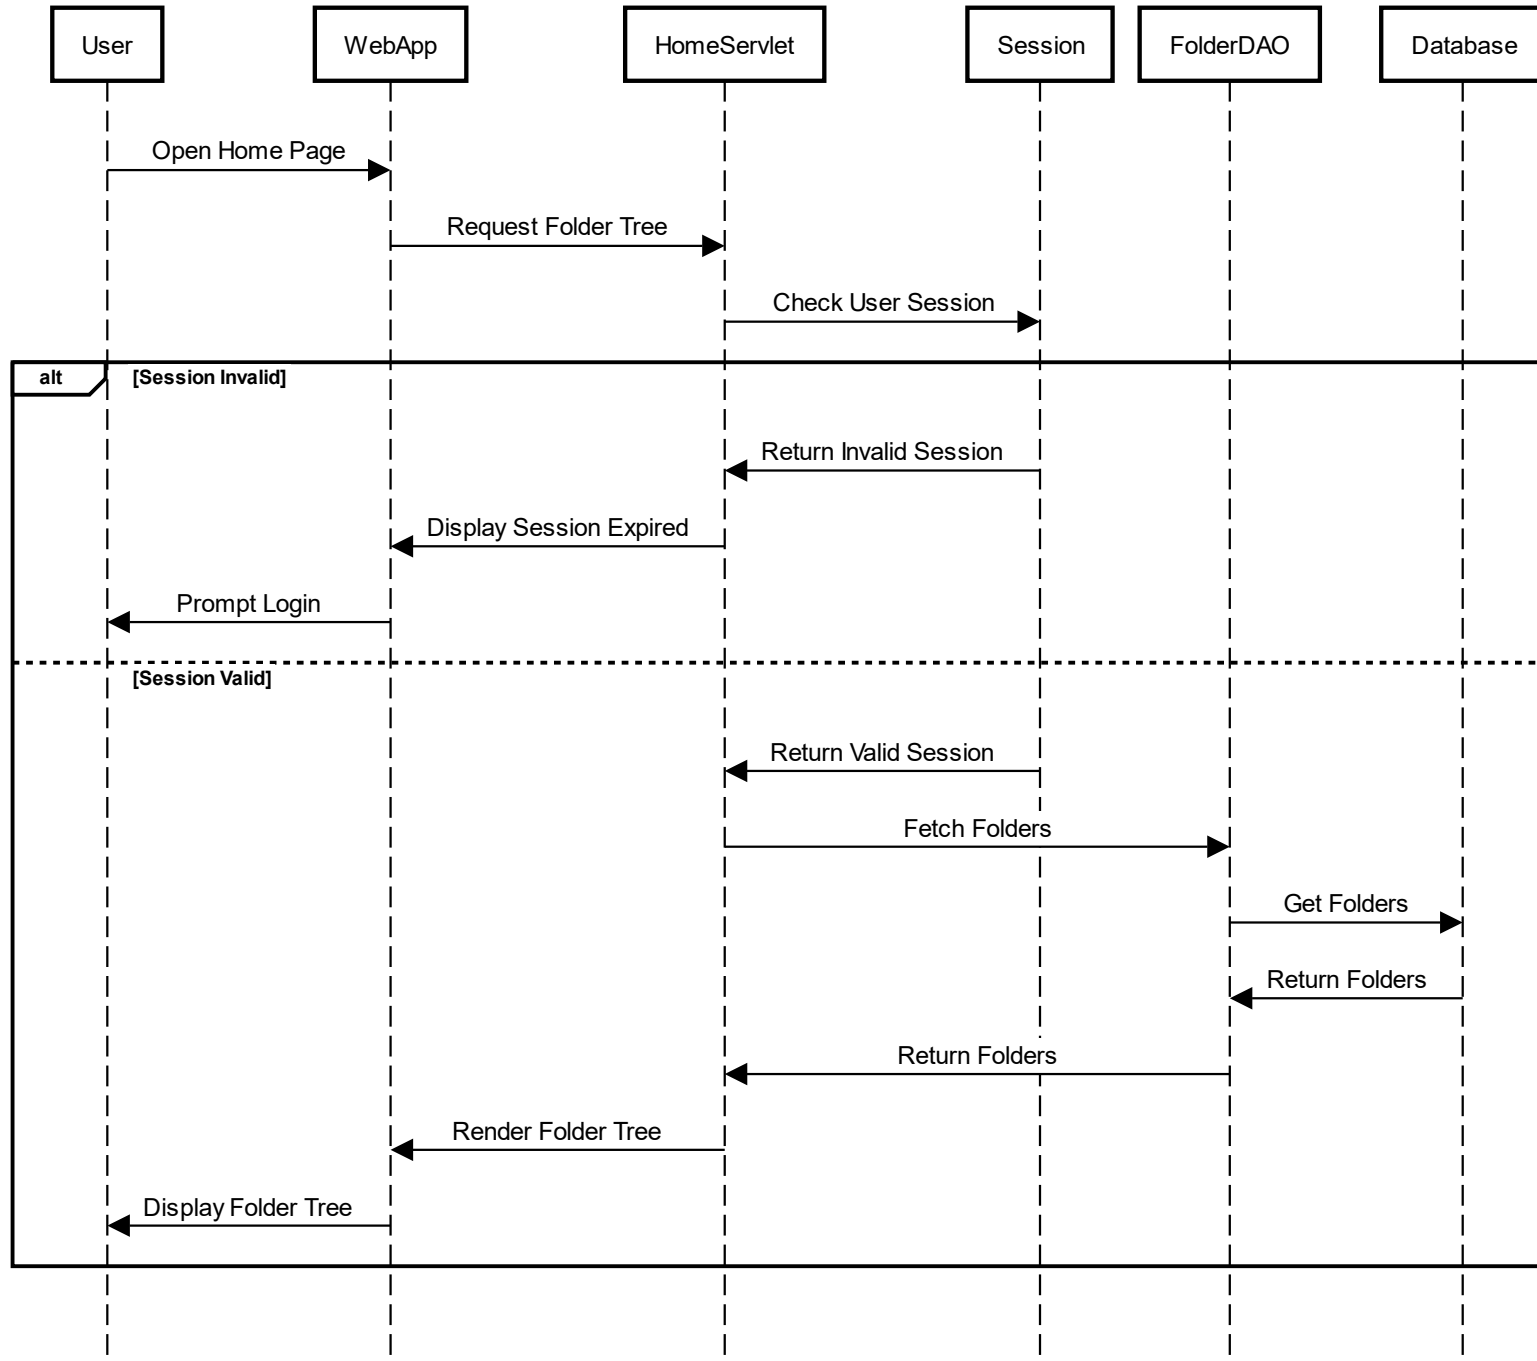 User
WebApp
HomeServlet
Session
FolderDAO
Database
Open Home Page
Request Folder Tree
Check User Session
alt
[Session Invalid]
Return Invalid Session
Display Session Expired
Prompt Login
[Session Valid]
Return Valid Session
Fetch Folders
Get Folders
Return Folders
Return Folders
Render Folder Tree
Display Folder Tree